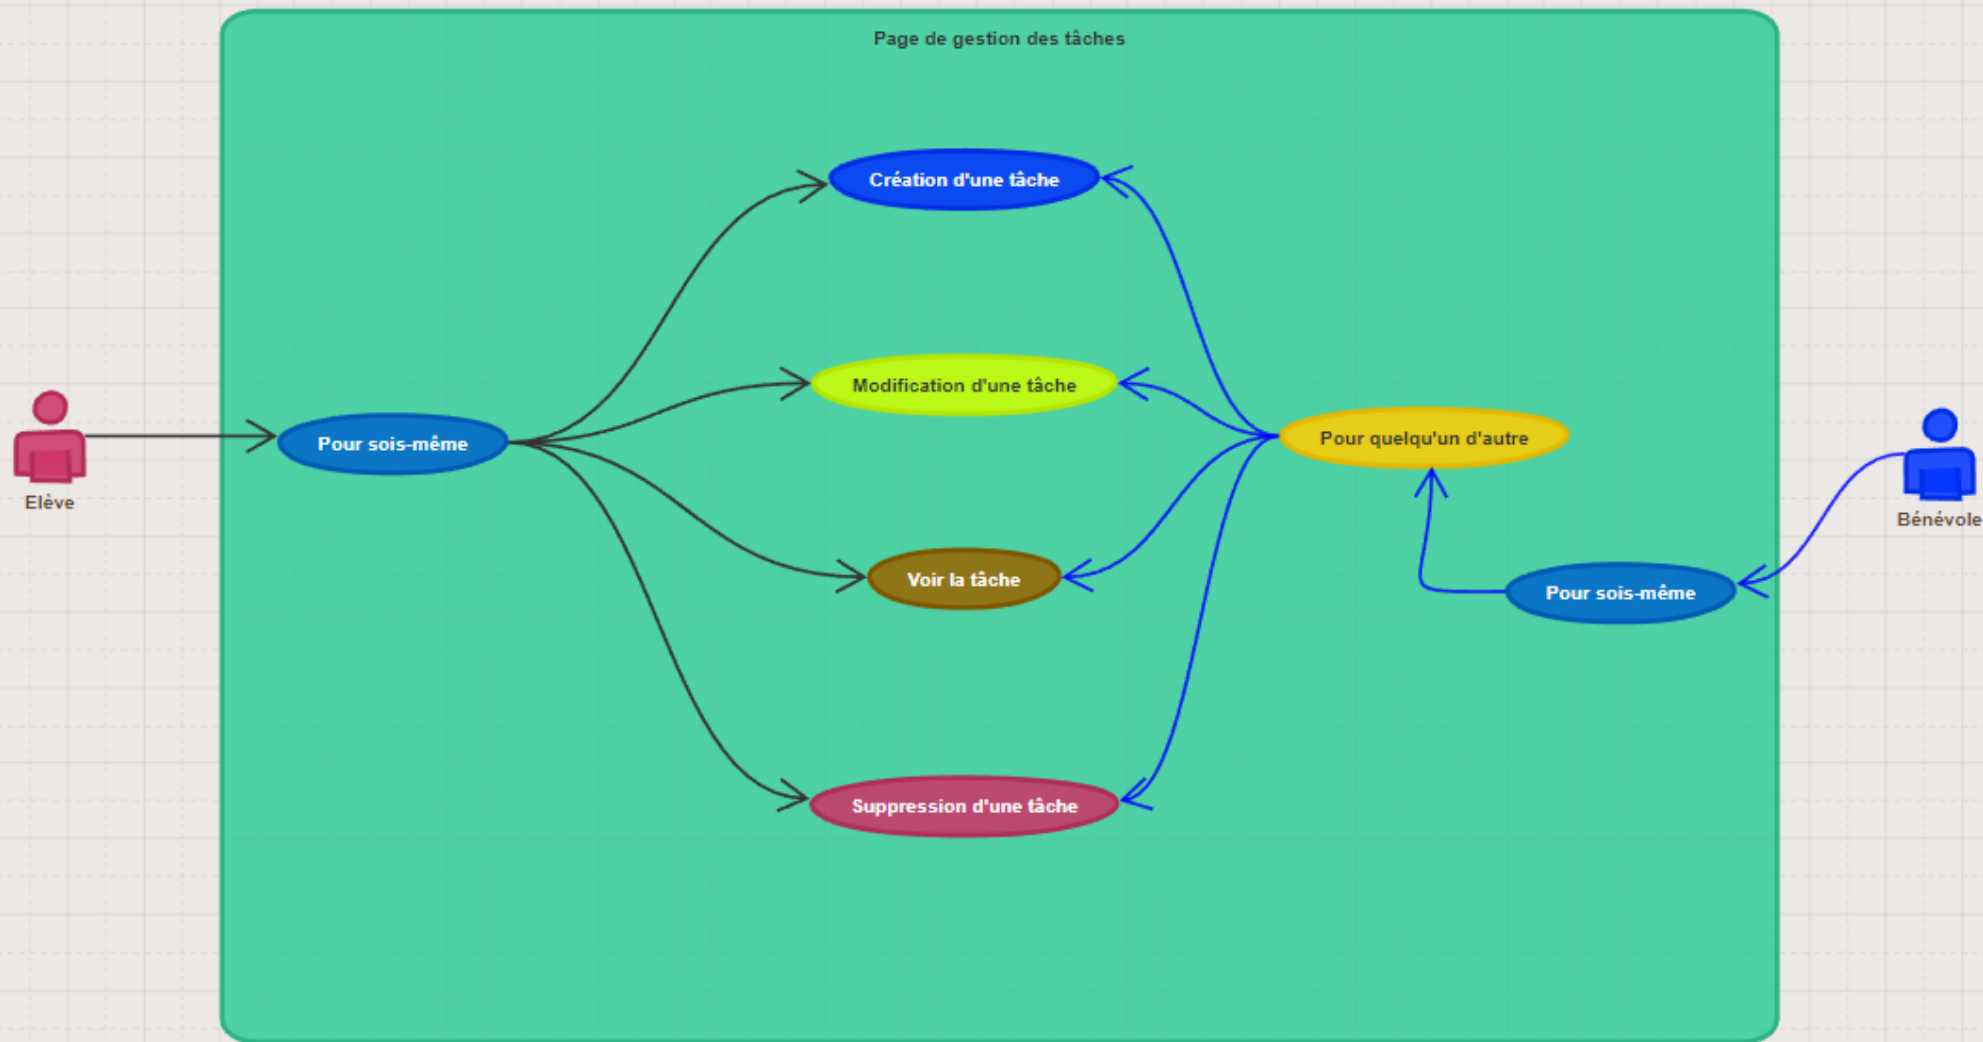 Page de gestion des tâches
Création d'une tâche
Modification d'une tâche
Pour quelqu'un d'autre
Pour sois-même
Elève
Bénévole
Voir la tâche
Pour sois-même
Suppression d'une tâche